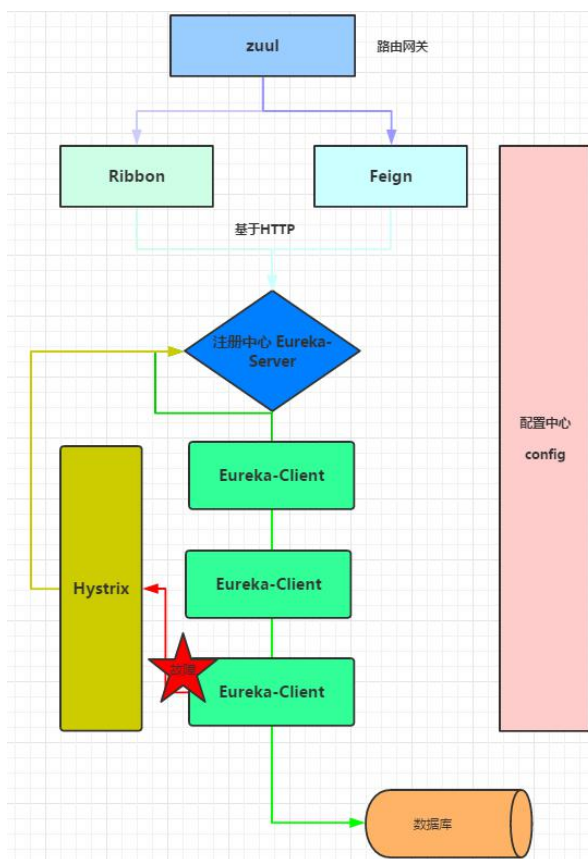 zuul
路由网关
Ribbon
Feign
基于HTTP
注册中心 Eureka-
Server
配置中心
config
Eureka-Client
Hystrix
Eureka-Client
故障
Eureka-Client
数据库